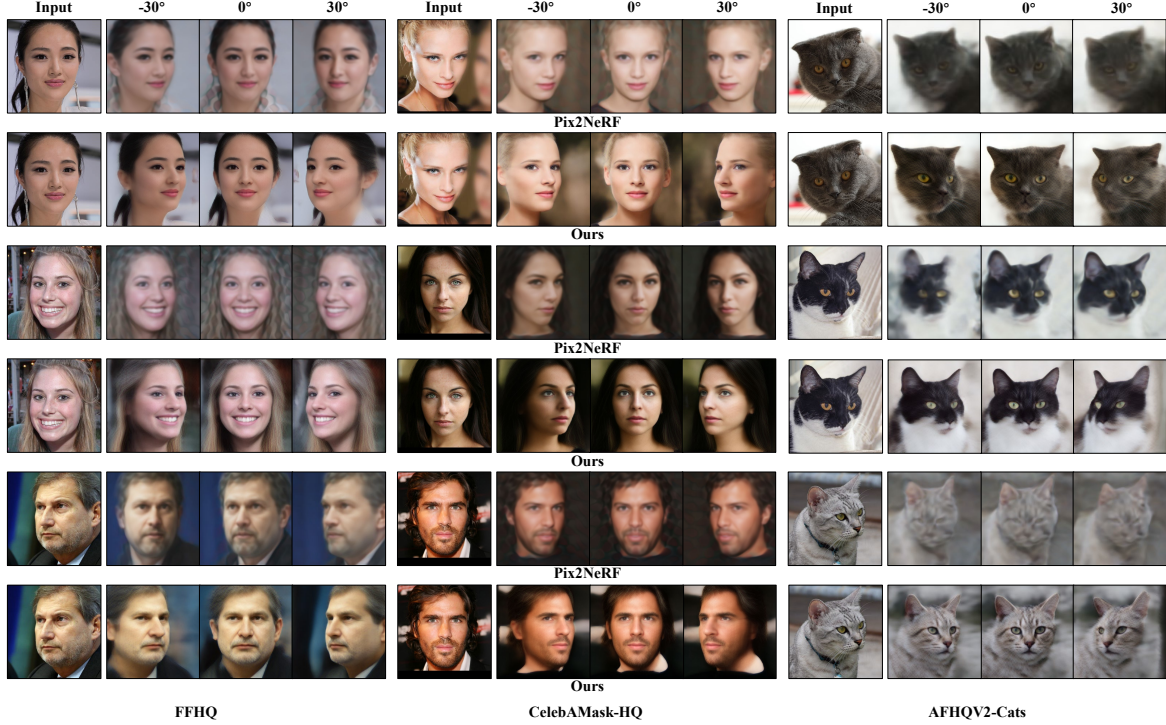 Input -30° 0° 30° Input -30° 0° 30° Input -30° 0° 30°
Pix2NeRF
Ours
Pix2NeRF
Ours
Pix2NeRF
Ours
FFHQ CelebAMask-HQ AFHQV2-Cats